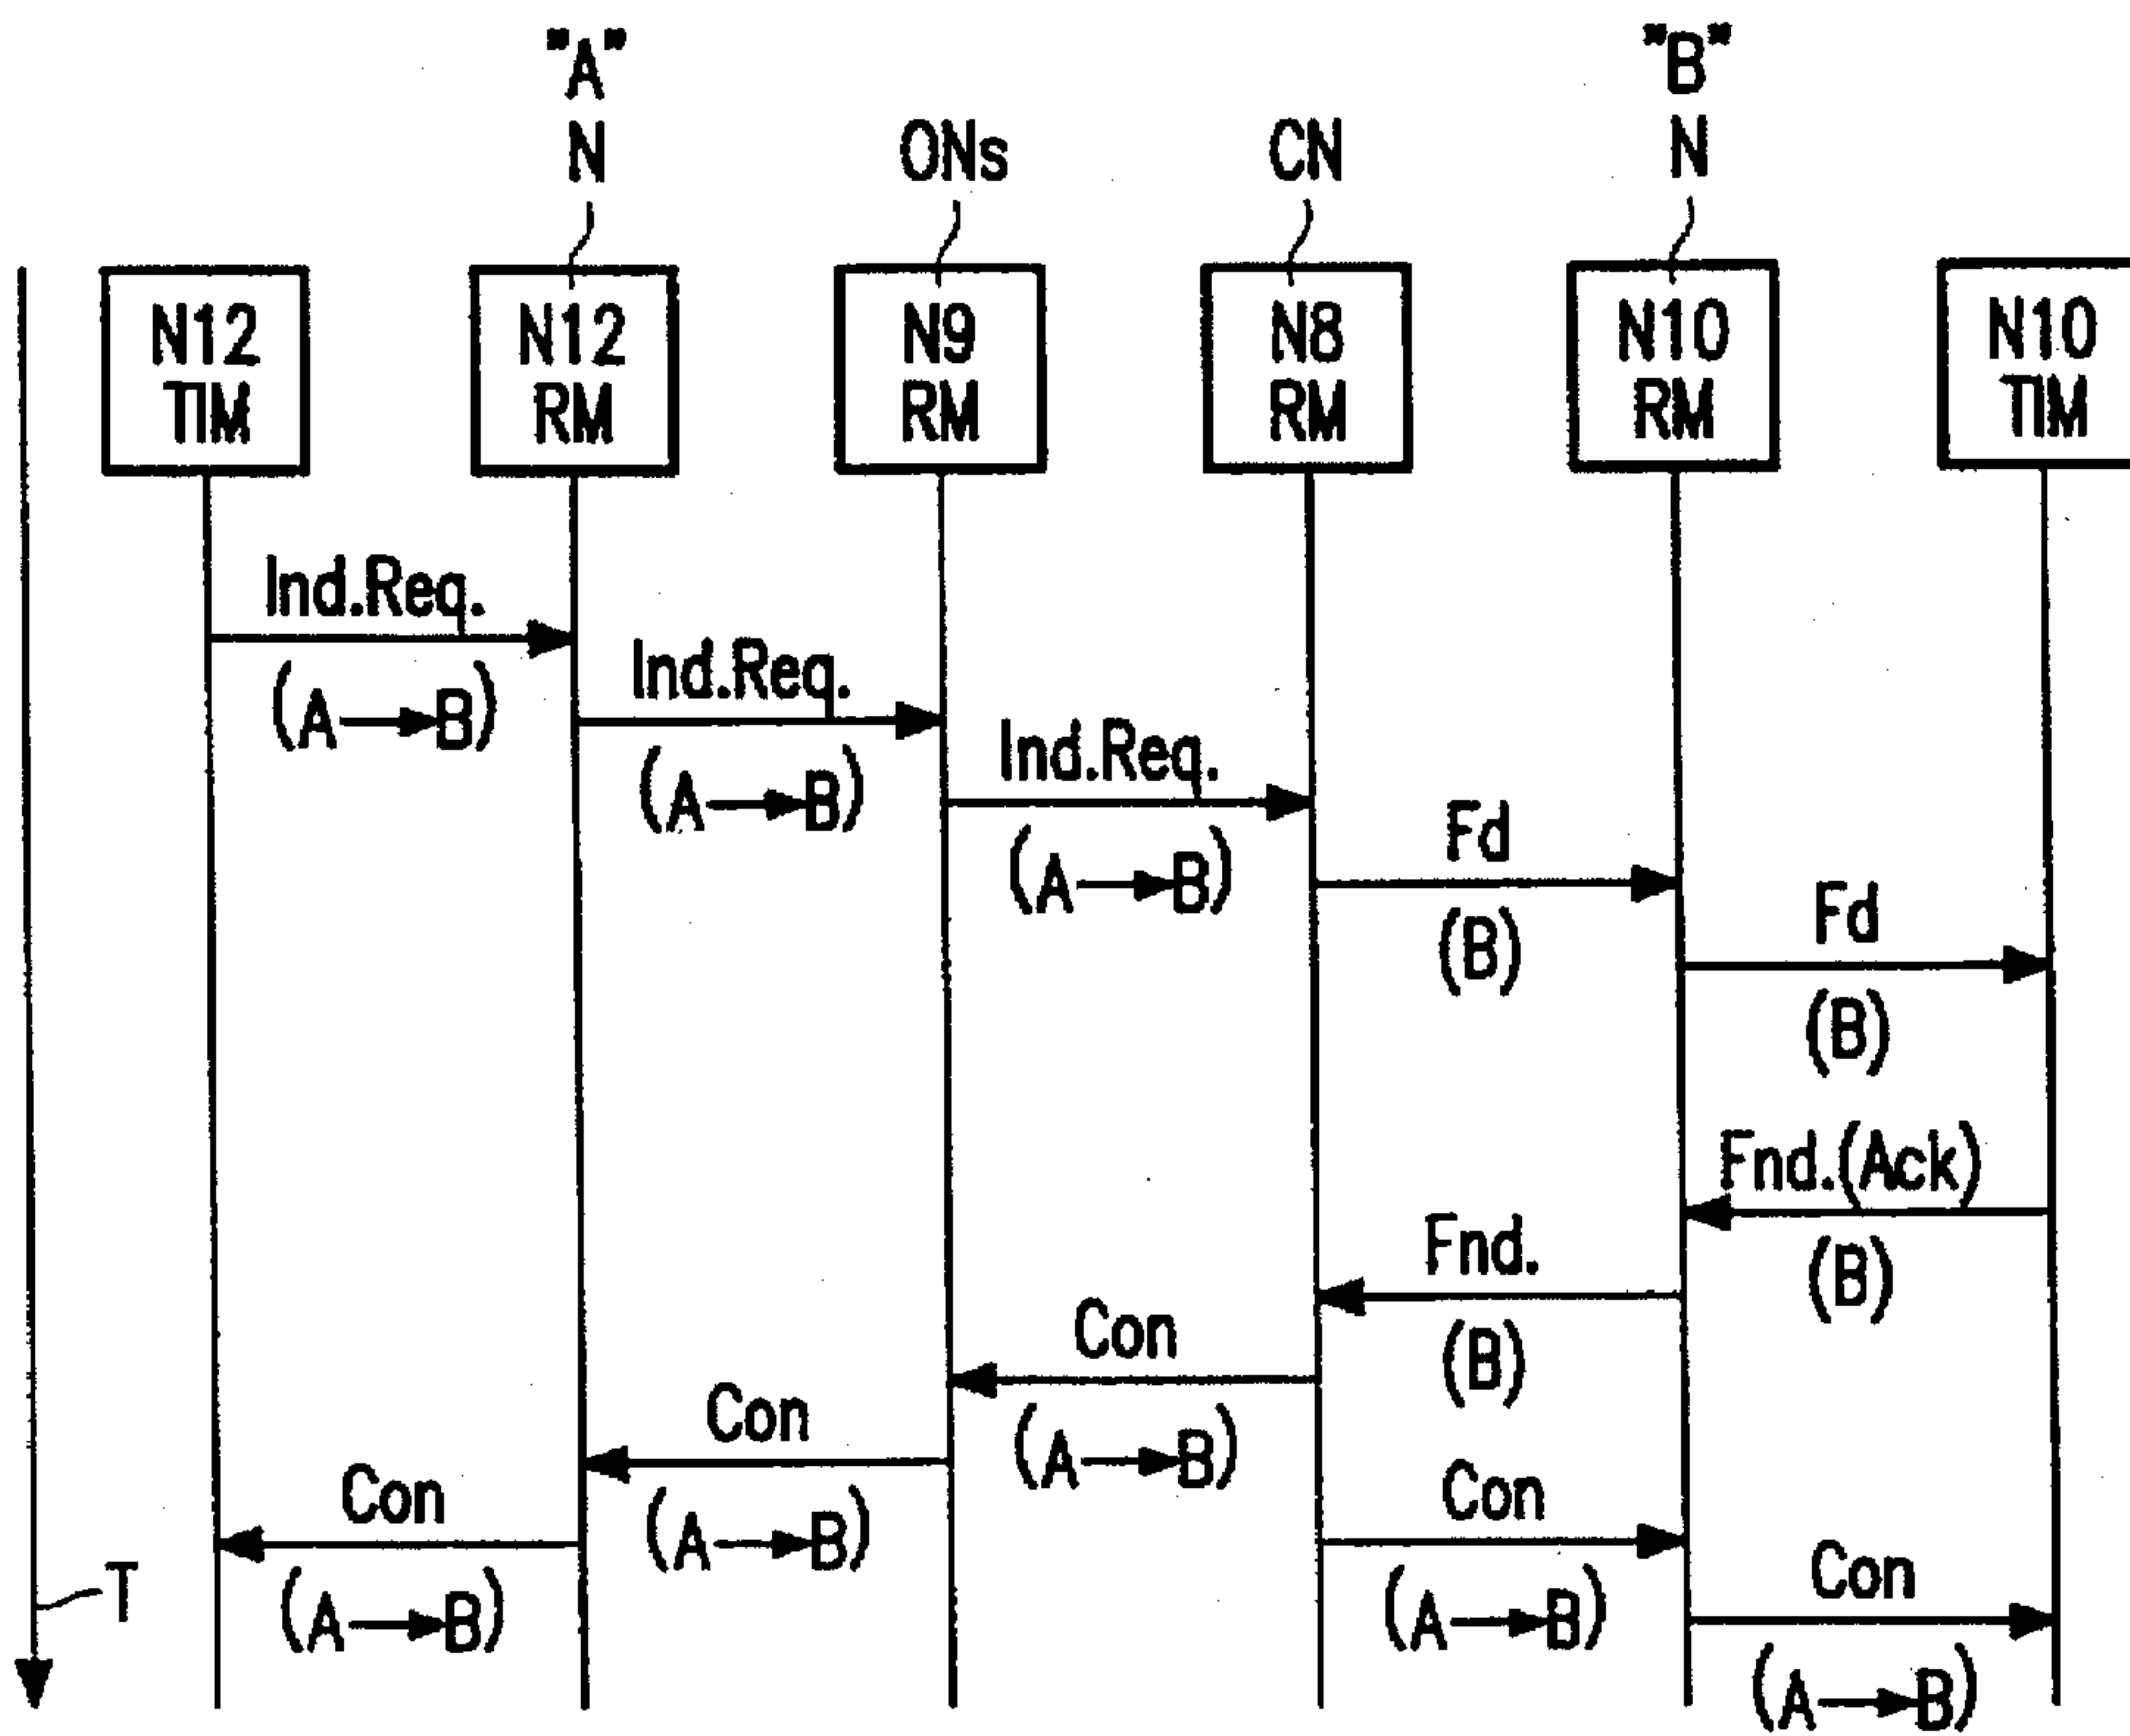 "A"
N
ONs
CN
"B"
N
N12
TIM
N12
RM
N9
RM
N8
RM
N10
RM
N10
TIM
Ind.Req.
(A→B)
Ind.Req.
(A→B)
Ind.Req.
(A→B)
Fd
(B)
Fd
(B)
Fnd.(Ack)
(B)
Fnd.
(B)
Con
(A→B)
Con
(A→B)
Con
(A→B)
Con
(A→B)
Con
(A→B)
T